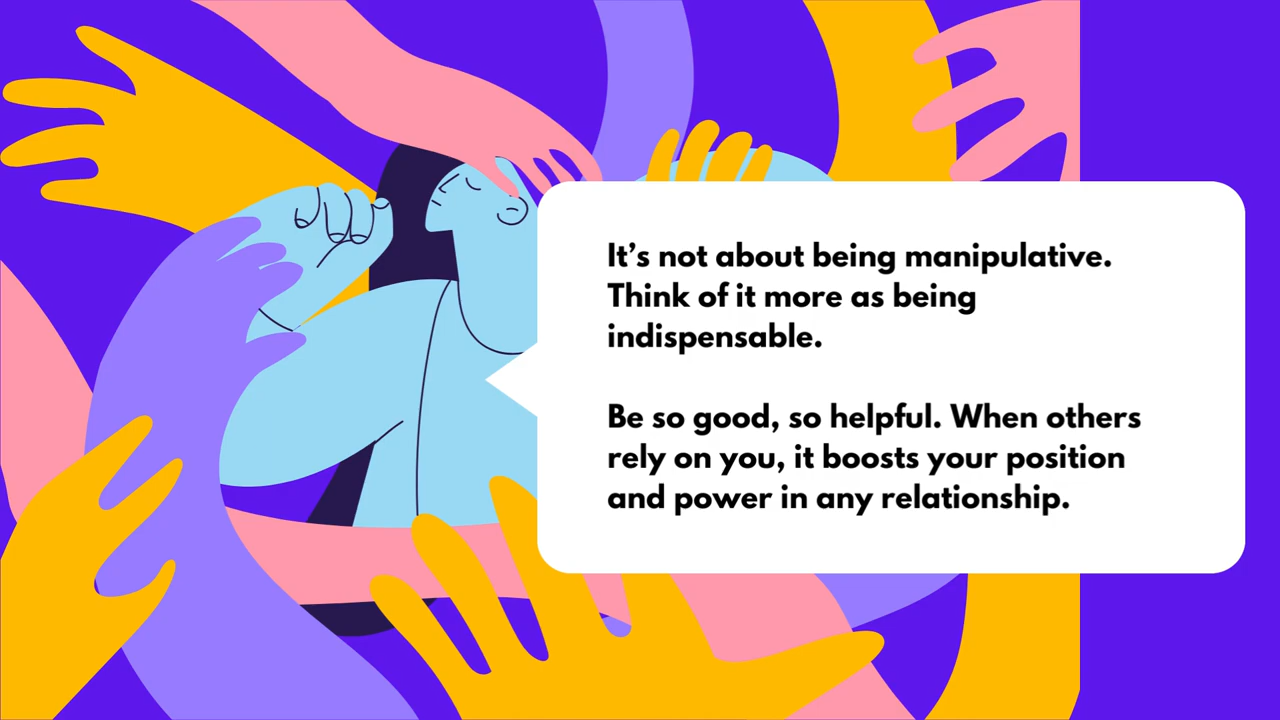 It’s not about being manipulative.
Think of it more as being
indispensable.
Be so good, so helpful. When others
rely on you, it boosts your position
and power in any relationship.